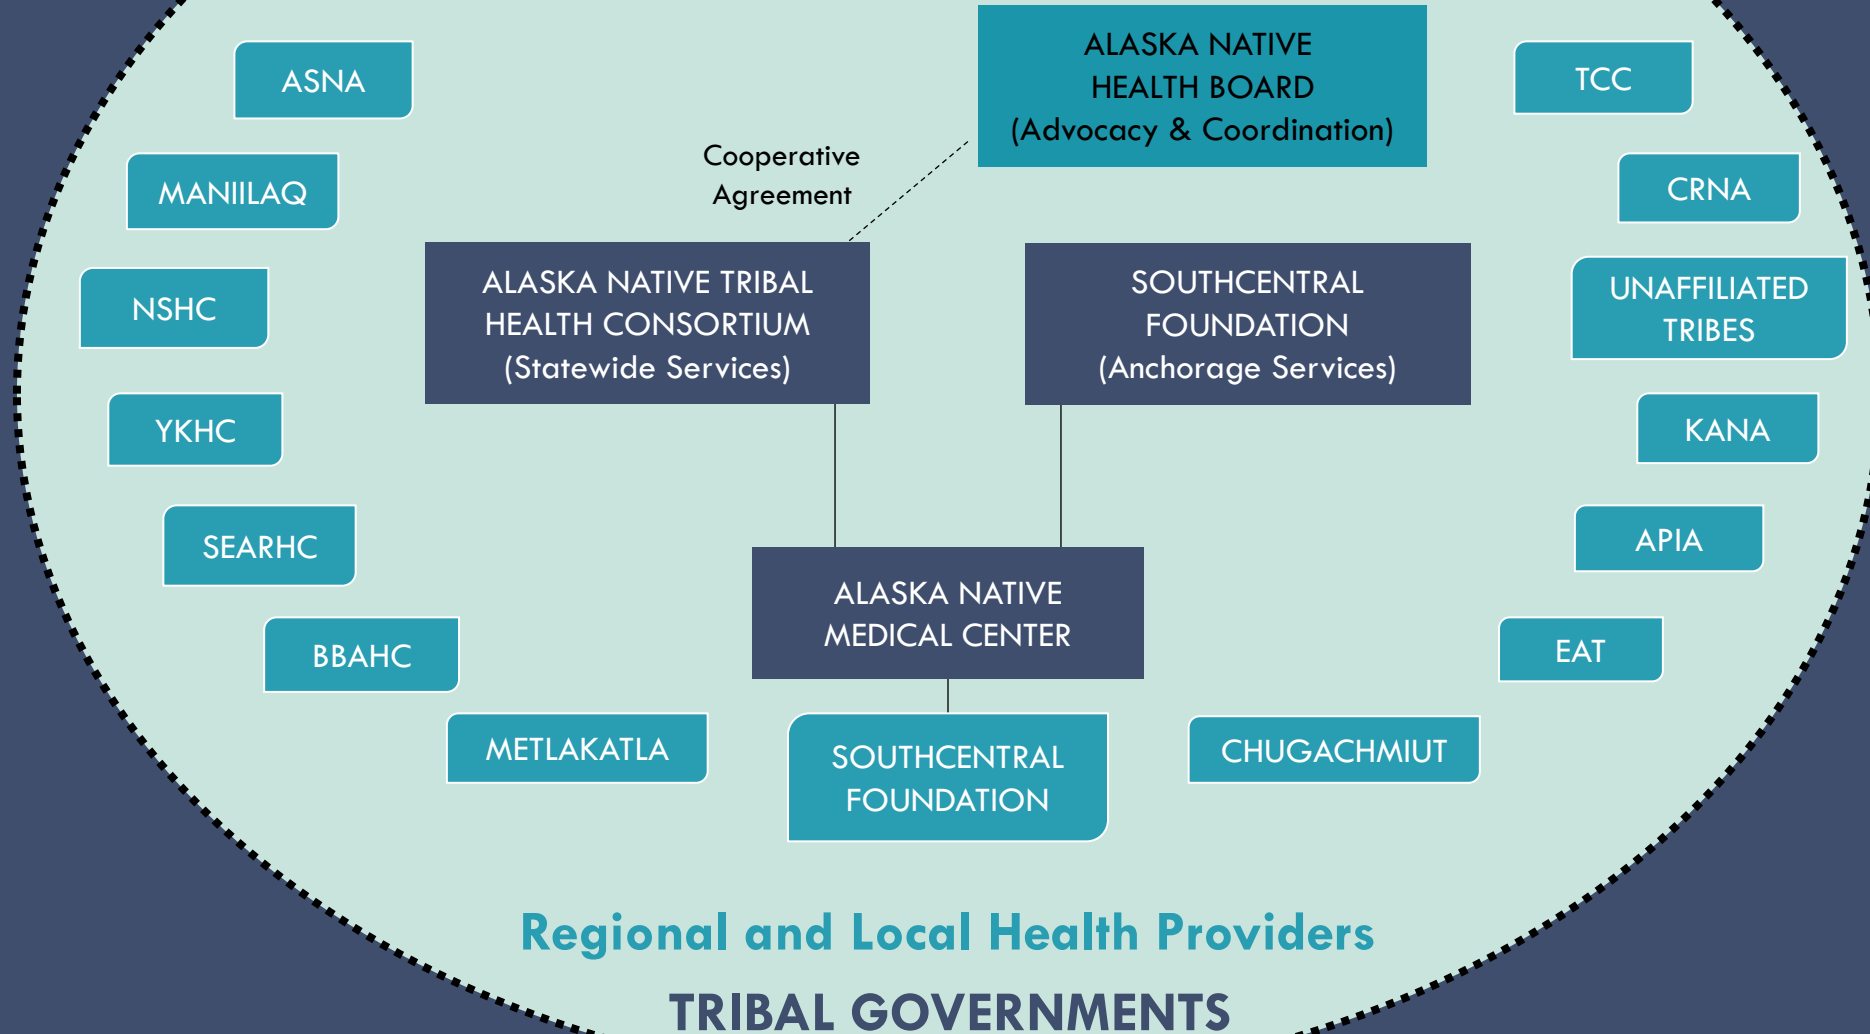 ASNA
ALASKA NATIVE
HEALTH BOARD
(Advocacy & Coordination)
TCC
Cooperative
Agreement
MANIILAQ
CRNA
NSHC
ALASKA NATIVE TRIBAL
HEALTH CONSORTIUM
(Statewide Services)
SOUTHCENTRAL
FOUNDATION
(Anchorage Services)
UNAFFILIATED
TRIBES
YKHC
KANA
SEARHC
APIA
ALASKA NATIVE
MEDICAL CENTER
BBAHC
EAT
METLAKATLA
SOUTHCENTRAL
FOUNDATION
CHUGACHMIUT
Regional and Local Health Providers
TRIBAL GOVERNMENTS